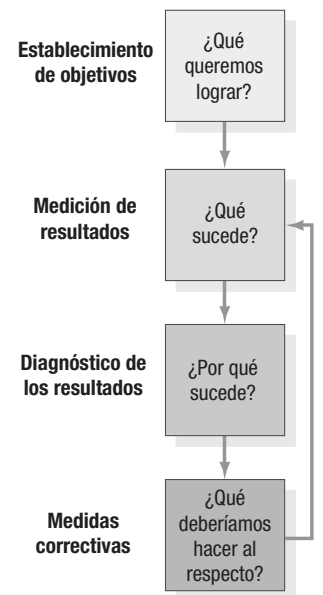 Establecimiento
de objetivos
¿Qué
queremos
lograr?
Medición de
resultados
¿Qué
sucede?
Diagnóstico de
los resultados
¿Por qué
sucede?
Medidas
correctivas
¿Qué
deberíamos
hacer al
respecto?